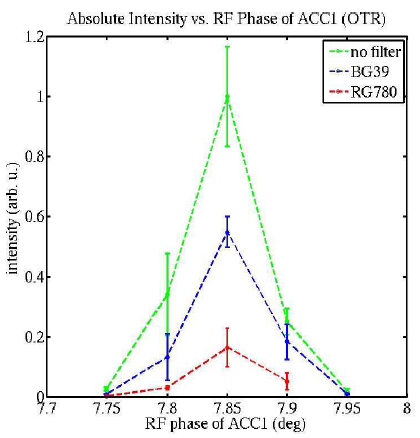 Absolute Intensity vs. RF Phase of ACC1 (OTR)
1.2
no filter
BG39
RG780
1
0.8
0.6
0.4
0.2
0
intensity (arb. u.)
7.7 7.75 7.8 7.85 7.9 7.95 8
RF phase of ACC1 (deg)